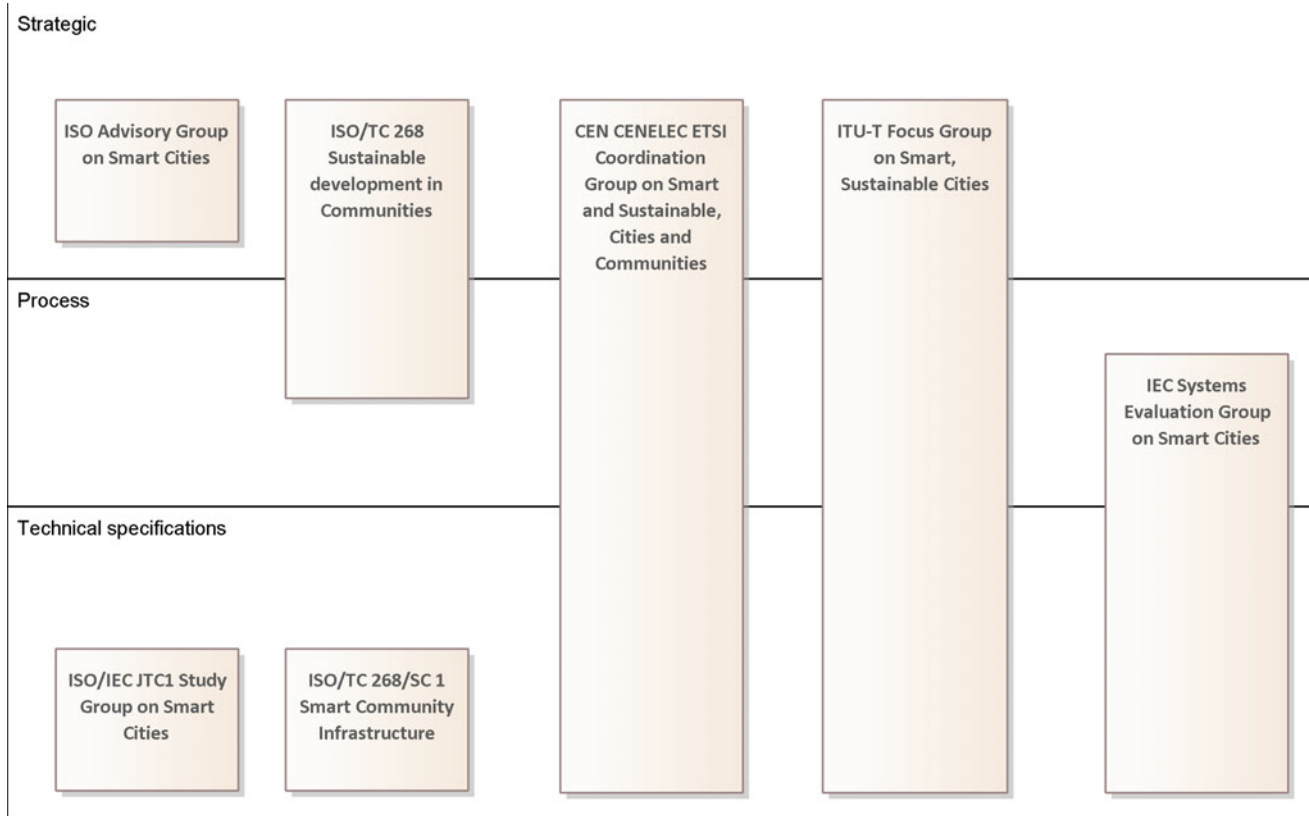 Strategic
ISO Advisory Group
on Smart Cities
ISO/TC 268
Sustainable
development in
Communities
CEN CENELEC ETSI
Coordination
Group on Smart
and Sustainable,
Cities and
Communities
ITU-T Focus Group
on Smart,
Sustainable Cities
Process
IEC Systems
Evaluation Group
on Smart Cities
Technical specifications
ISO/IEC JTC1 Study
Group on Smart
Cities
ISO/TC 268/SC 1
Smart Community
Infrastructure